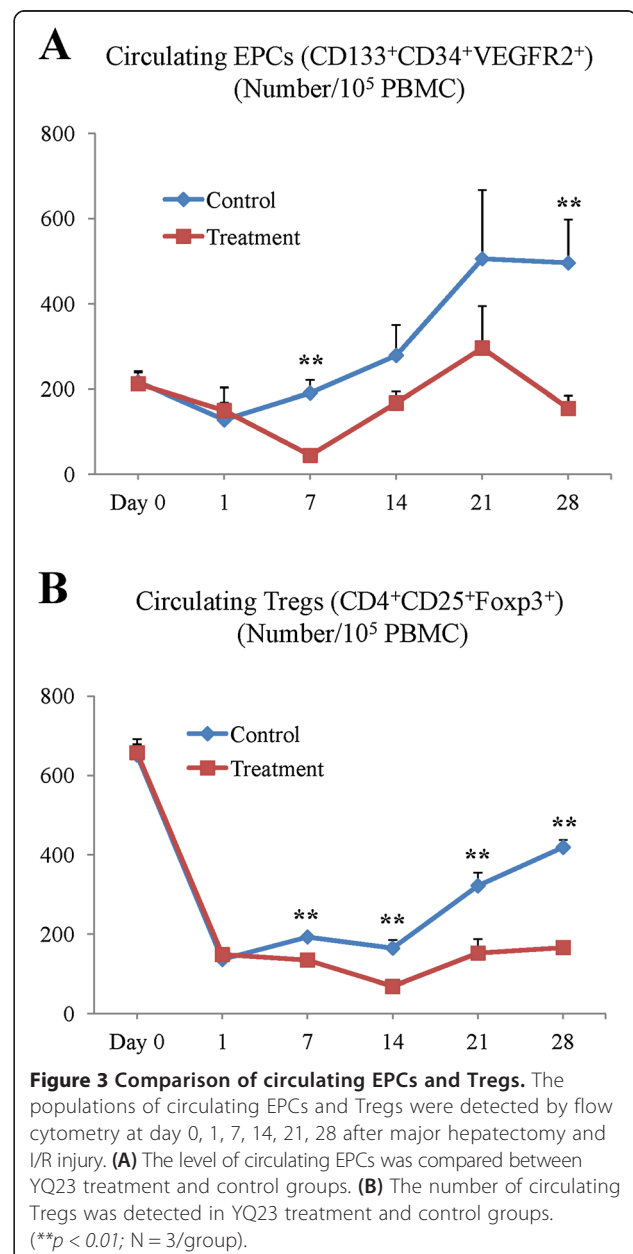 A
Circulating EPCs (CD133⁺CD34⁺VEGFR2⁺)
(Number/10⁵ PBMC)
800
600
400
200
0
Control
Treatment
**
**
Day 0 1 7 14 21 28
B
Circulating Tregs (CD4⁺CD25⁺Foxp3⁺)
(Number/10⁵ PBMC)
800
600
400
200
0
Control
Treatment
**
**
**
**
Day 0 1 7 14 21 28
Figure 3 Comparison of circulating EPCs and Tregs. The
populations of circulating EPCs and Tregs were detected by flow
cytometry at day 0, 1, 7, 14, 21, 28 after major hepatectomy and
I/R injury. (A) The level of circulating EPCs was compared between
YQ23 treatment and control groups. (B) The number of circulating
Tregs was detected in YQ23 treatment and control groups.
(**p < 0.01; N = 3/group).